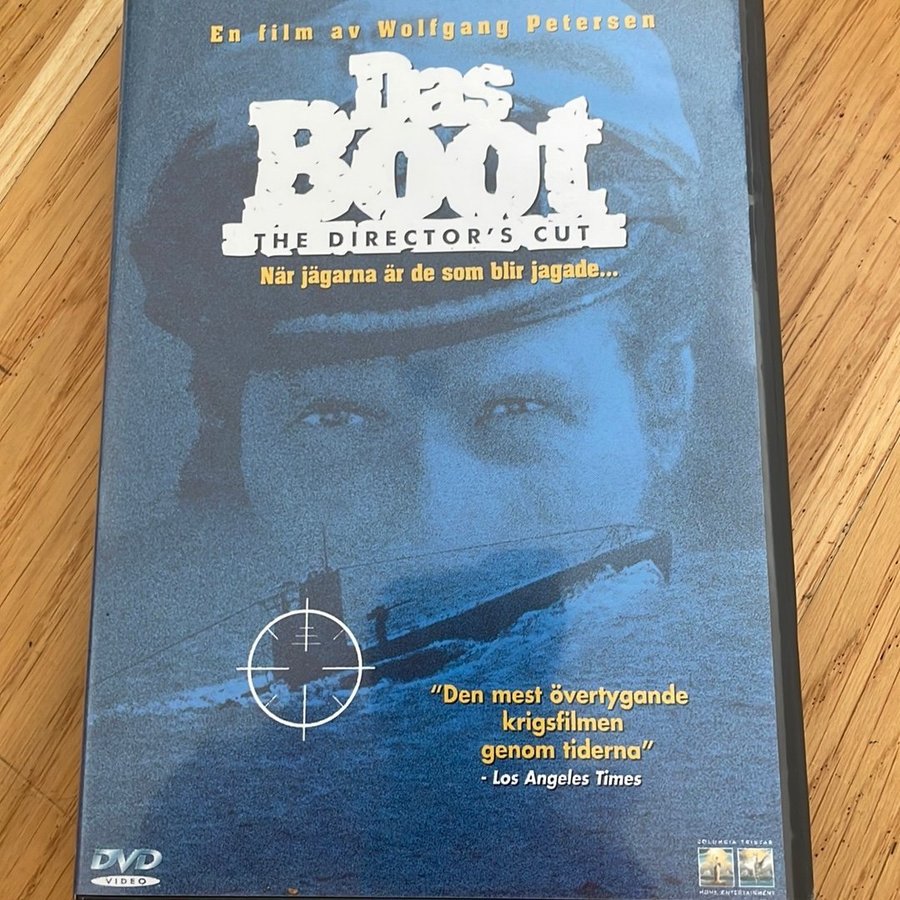 En film av Wolfgang Petersen
Das
Boot
THE DIRECTOR'S CUT
När jägarna är de som blir jagade...
"Den mest övertygande
krigsfilmen
genom tiderna"
- Los Angeles Times
DVD
VIDEO
COLUMBIA TRISTAR
HOME ENTERTAINMENT